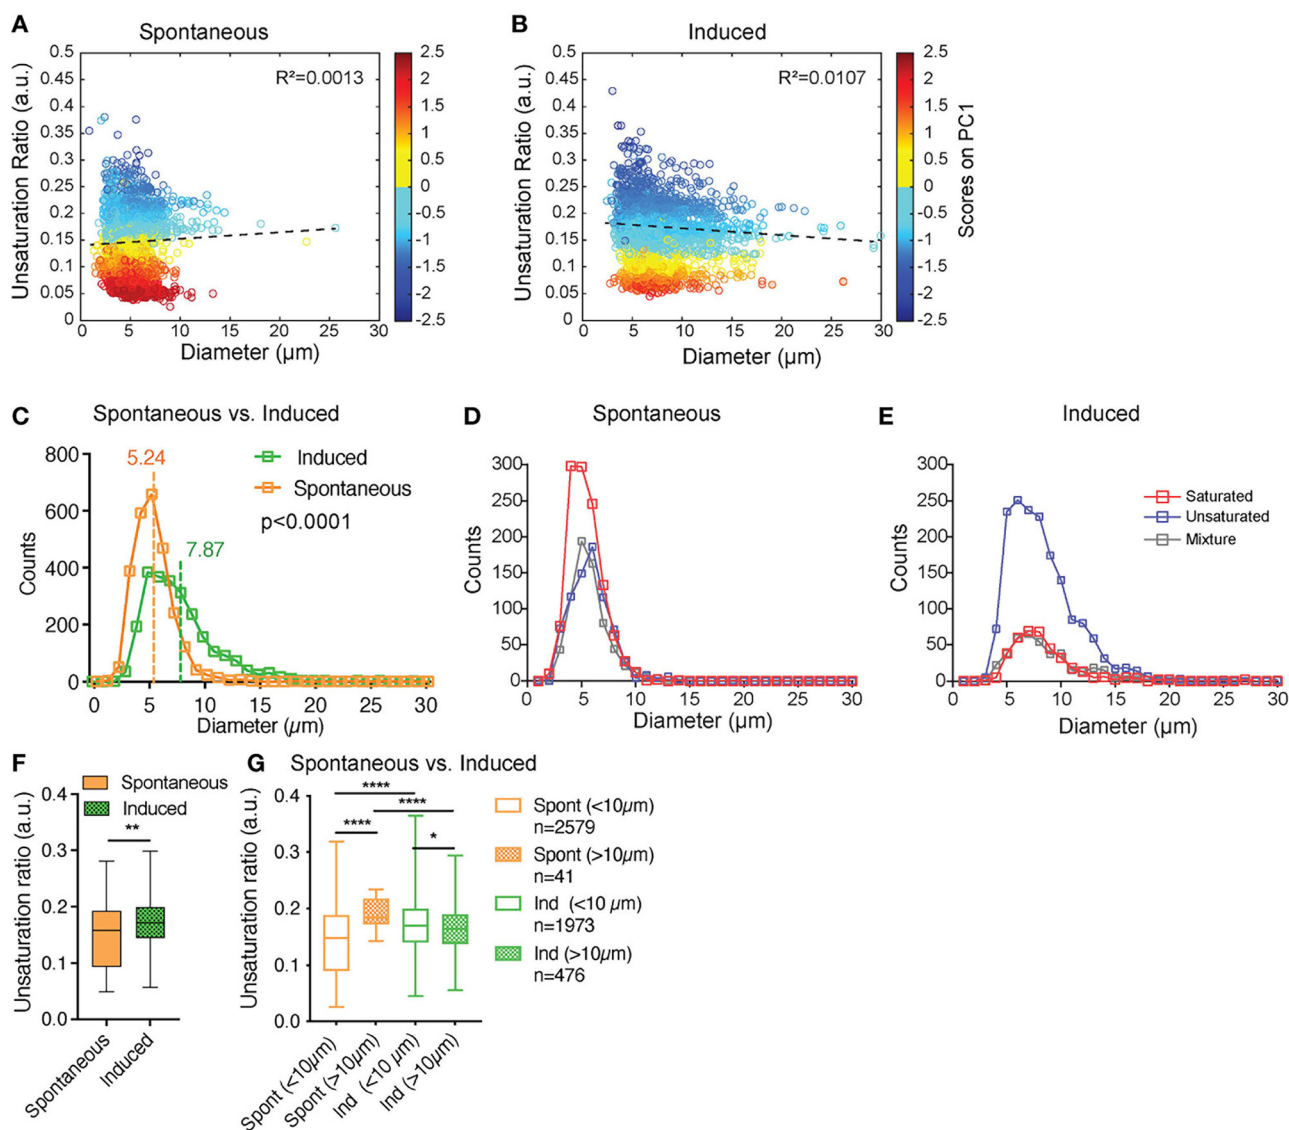 A
Spontaneous
Unsaturation Ratio (a.u.)
0.5
0.45
0.4
0.35
0.3
0.25
0.2
0.15
0.1
0.05
0
R²=0.0013
0 5 10 15 20 25 30
Diameter (µm)
2.5
2
1.5
1
0.5
0
-0.5
-1
-1.5
-2
-2.5
B
Induced
Unsaturation Ratio (a.u.)
0.5
0.45
0.4
0.35
0.3
0.25
0.2
0.15
0.1
0.05
0
R²=0.0107
0 5 10 15 20 25 30
Diameter (µm)
2.5
2
1.5
1
0.5
0
-0.5
-1
-1.5
-2
-2.5
Scores on PC1
C
Spontaneous vs. Induced
Counts
800
600
400
200
0
5.24
7.87
Induced
Spontaneous
p<0.0001
0 5 10 15 20 25 30
Diameter (µm)
D
Spontaneous
Counts
300
250
200
150
100
50
0
0 5 10 15 20 25 30
Diameter (µm)
E
Induced
Counts
300
250
200
150
100
50
0
Saturated
Unsaturated
Mixture
0 5 10 15 20 25 30
Diameter (µm)
F
Spontaneous
Induced
Unsaturation ratio (a.u.)
0.4
0.3
0.2
0.1
0.0
**
Spontaneous
Induced
G
Spontaneous vs. Induced
Unsaturation ratio (a.u.)
0.4
0.3
0.2
0.1
0.0
****
****
****
*
Spont (<10µm)
Spont (>10µm)
Ind (<10 µm)
Ind (>10µm)
Spont (<10µm)
n=2579
Spont (>10µm)
n=41
Ind (<10 µm)
n=1973
Ind (>10µm)
n=476